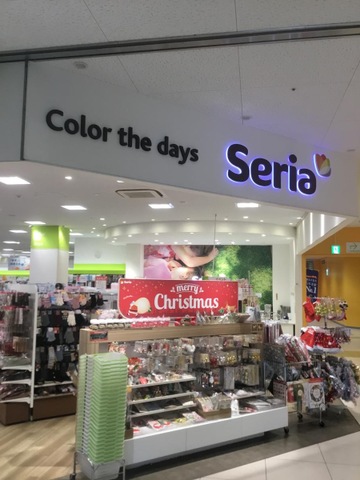 Color the days
Seria
Merry
Christmas